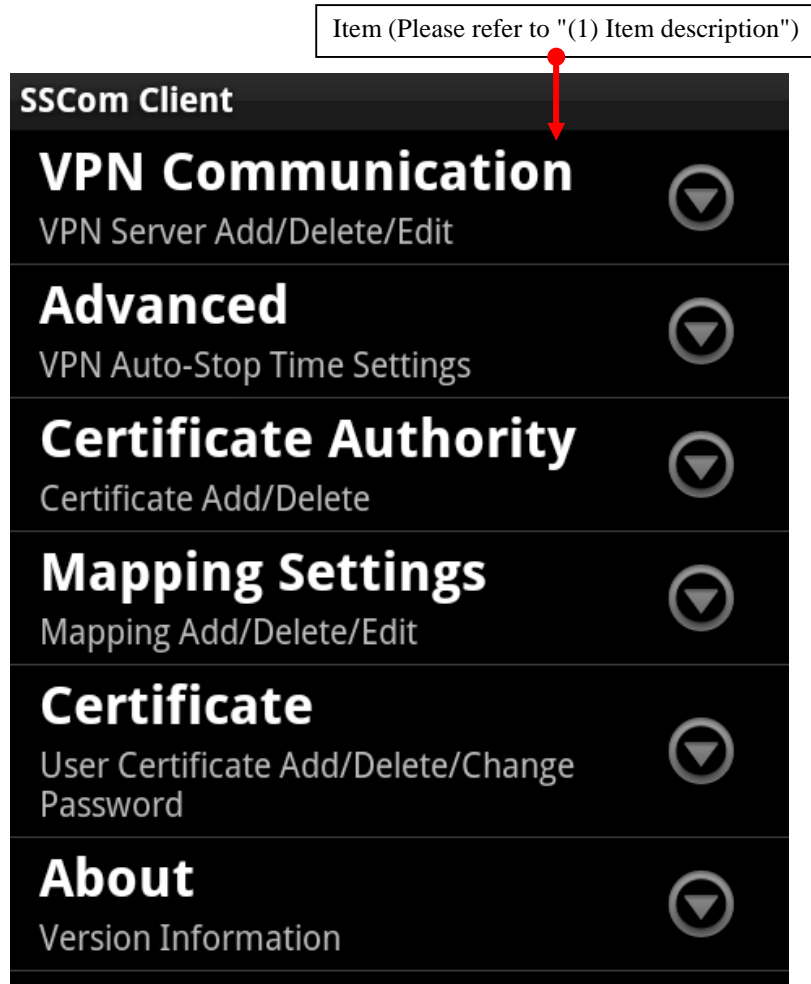 Item (Please refer to "(1) Item description")
SSCom Client
VPN Communication
VPN Server Add/Delete/Edit
Advanced
VPN Auto-Stop Time Settings
Certificate Authority
Certificate Add/Delete
Mapping Settings
Mapping Add/Delete/Edit
Certificate
User Certificate Add/Delete/Change
Password
About
Version Information